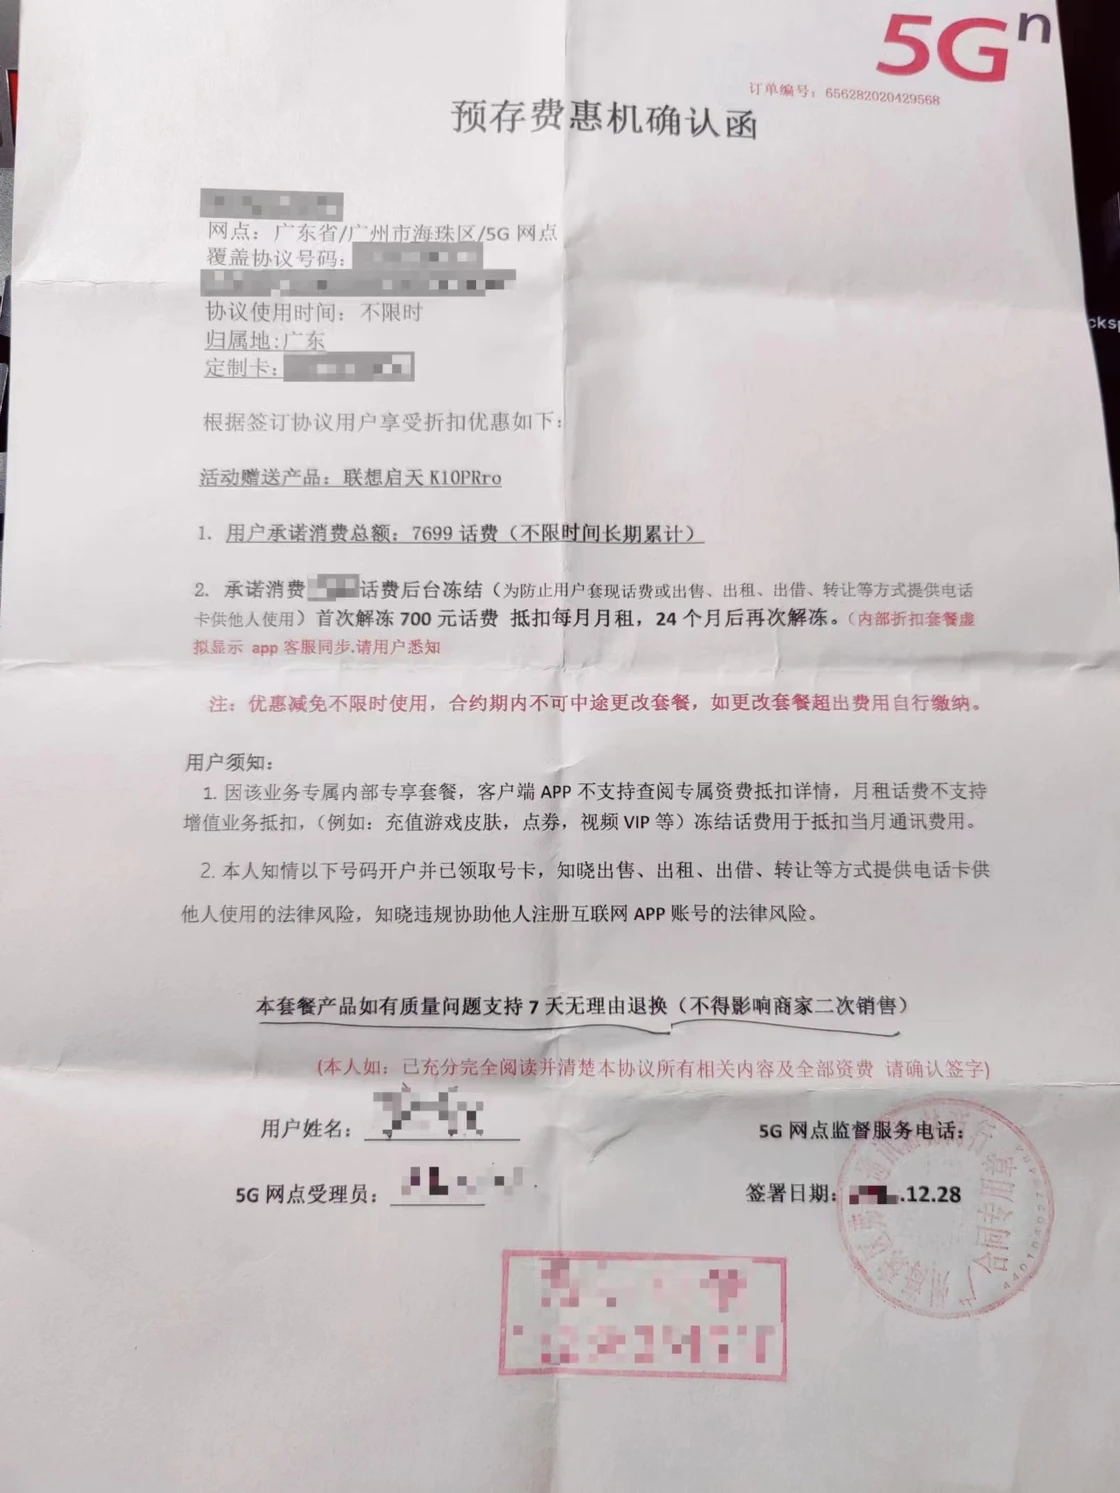 5Gⁿ
订单编号：656282020429568
预存费惠机确认函
网点：广东省/广州市海珠区/5G 网点
覆盖协议号码：
协议使用时间：不限时
归属地:广东
定制卡：
根据签订协议用户享受折扣优惠如下：
活动赠送产品：联想启天 K10PRro
1. 用户承诺消费总额：7699 话费（不限时间长期累计）
2. 承诺消费 话费后台冻结（为防止用户套现话费或出售、出租、出借、转让等方式提供电话
卡供他人使用）首次解冻 700 元话费 抵扣每月月租，24 个月后再次解冻。（内部折扣套餐虚
拟显示 app 客服同步.请用户悉知
注：优惠减免不限时使用，合约期内不可中途更改套餐，如更改套餐超出费用自行缴纳。
用户须知：
1. 因该业务专属内部专享套餐，客户端 APP 不支持查阅专属资费抵扣详情，月租话费不支持
增值业务抵扣，（例如：充值游戏皮肤，点券，视频 VIP 等）冻结话费用于抵扣当月通讯费用。
2. 本人知情以下号码开户并已领取号卡，知晓出售、出租、出借、转让等方式提供电话卡供
他人使用的法律风险，知晓违规协助他人注册互联网 APP 账号的法律风险。
本套餐产品如有质量问题支持 7 天无理由退换（不得影响商家二次销售）
(本人如：已充分完全阅读并清楚本协议所有相关内容及全部资费 请确认签字)
用户姓名：
5G 网点监督服务电话：
5G 网点受理员：
签署日期： .12.28
合同专用章